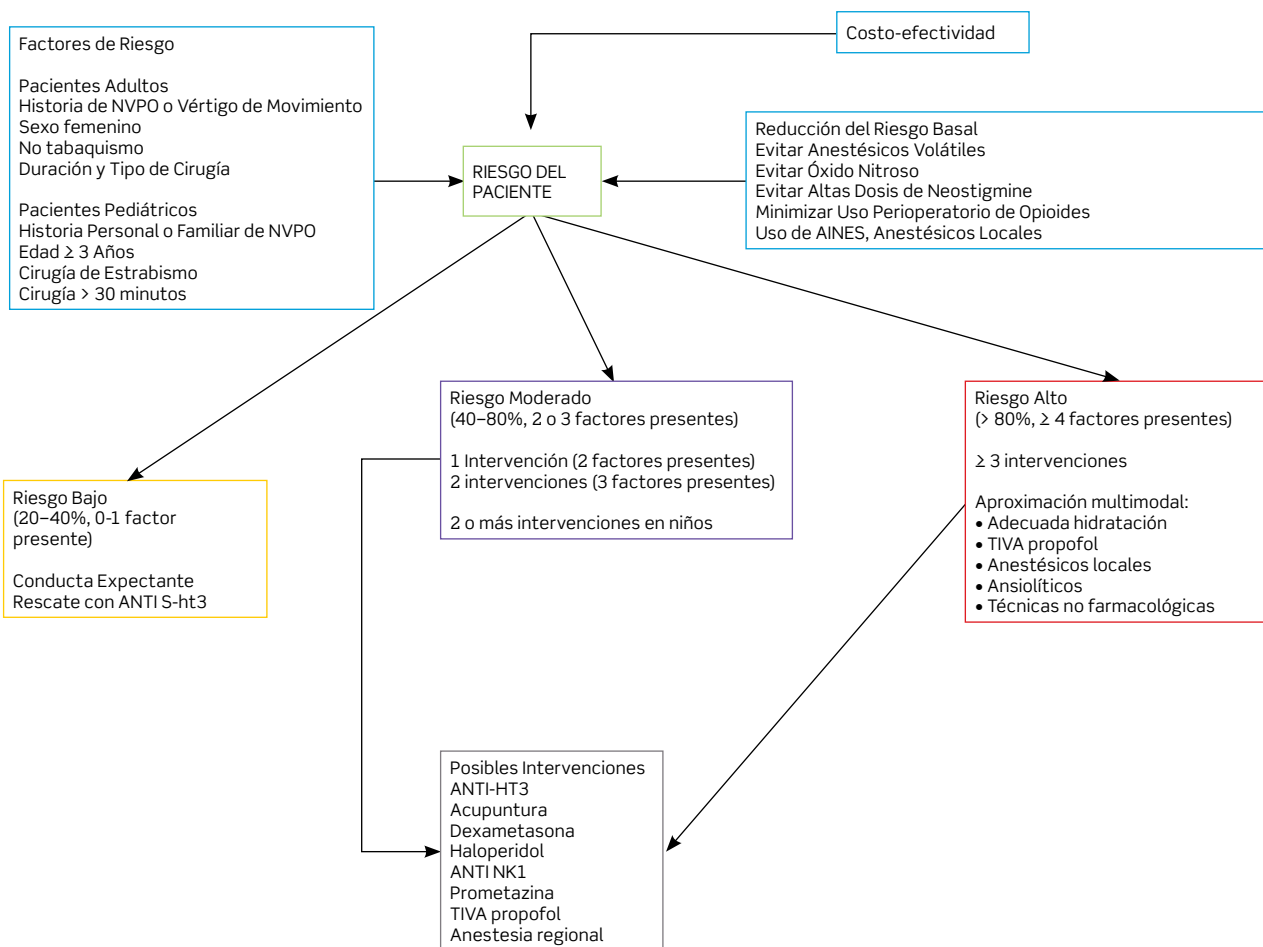 Factores de Riesgo
Pacientes Adultos
Historia de NVPO o Vértigo de Movimiento
Sexo femenino
No tabaquismo
Duración y Tipo de Cirugía
Pacientes Pediátricos
Historia Personal o Familiar de NVPO
Edad ≥ 3 Años
Cirugía de Estrabismo
Cirugía > 30 minutos
Costo-efectividad
RIESGO DEL
PACIENTE
Reducción del Riesgo Basal
Evitar Anestésicos Volátiles
Evitar Óxido Nitroso
Evitar Altas Dosis de Neostigmine
Minimizar Uso Perioperatorio de Opioides
Uso de AINES, Anestésicos Locales
Riesgo Bajo
(20–40%, 0-1 factor
presente)
Conducta Expectante
Rescate con ANTI S-ht3
Riesgo Moderado
(40–80%, 2 o 3 factores presentes)
1 Intervención (2 factores presentes)
2 intervenciones (3 factores presentes)
2 o más intervenciones en niños
Riesgo Alto
(> 80%, ≥ 4 factores presentes)
≥ 3 intervenciones
Aproximación multimodal:
• Adecuada hidratación
• TIVA propofol
• Anestésicos locales
• Ansiolíticos
• Técnicas no farmacológicas
Posibles Intervenciones
ANTI-HT3
Acupuntura
Dexametasona
Haloperidol
ANTI NK1
Prometazina
TIVA propofol
Anestesia regional